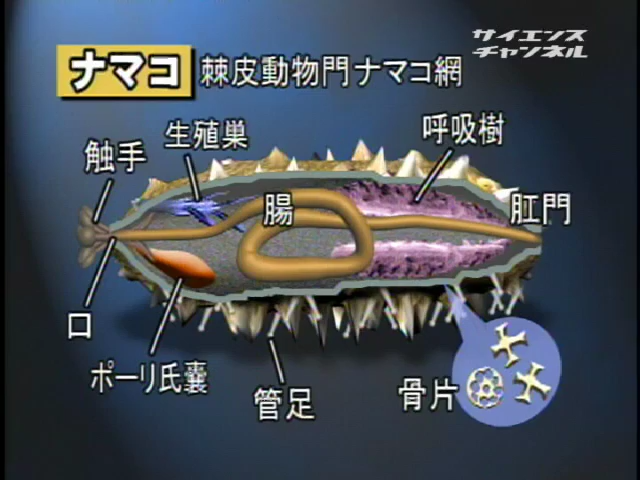 サイエンス
チャンネル
ナマコ 棘皮動物門ナマコ網
生殖巣
呼吸樹
触手
腸
肛門
口
ポーリ氏嚢
管足
骨片